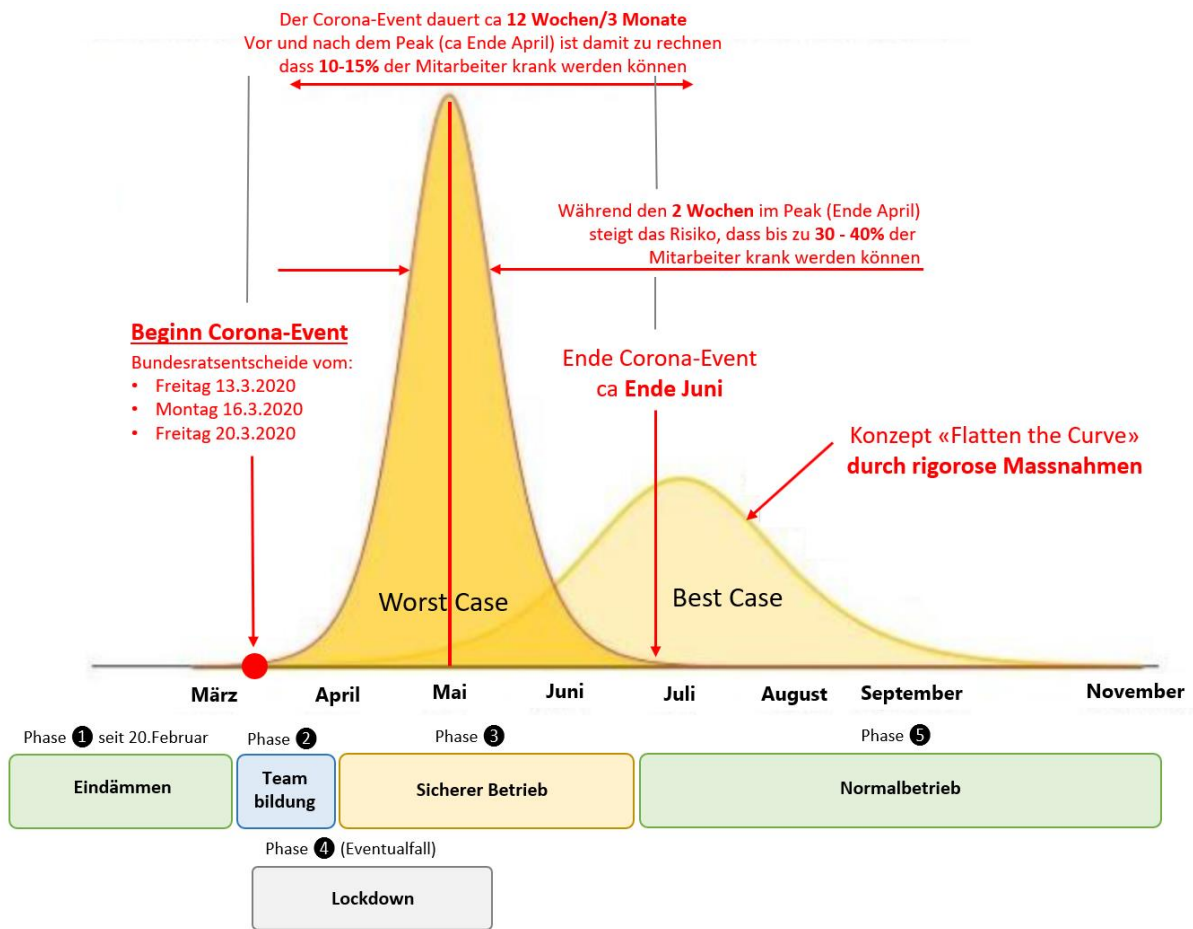 Der Corona-Event dauert ca 12 Wochen/3 Monate
Vor und nach dem Peak (ca Ende April) ist damit zu rechnen
dass 10-15% der Mitarbeiter krank werden können
Während den 2 Wochen im Peak (Ende April)
steigt das Risiko, dass bis zu 30 - 40% der
Mitarbeiter krank werden können
Beginn Corona-Event
Bundesratsentscheide vom:
• Freitag 13.3.2020
• Montag 16.3.2020
• Freitag 20.3.2020
Ende Corona-Event
ca Ende Juni
Konzept «Flatten the Curve»
durch rigorose Massnahmen
Worst Case
Best Case
März April Mai Juni Juli August September November
Phase 1 seit 20.Februar
Eindämmen
Phase 2
Team
bildung
Phase 3
Sicherer Betrieb
Phase 5
Normalbetrieb
Phase 4 (Eventualfall)
Lockdown